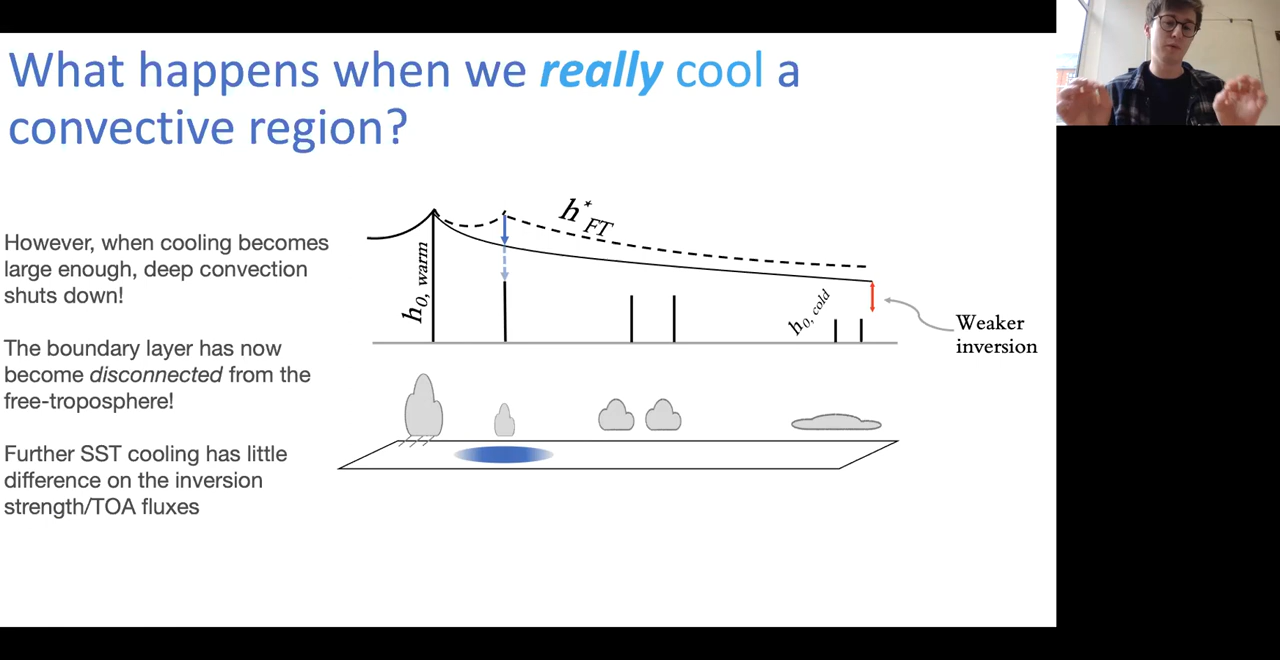 What happens when we really cool a
convective region?
However, when cooling becomes
large enough, deep convection
shuts down!
The boundary layer has now
become disconnected from the
free-troposphere!
Further SST cooling has little
difference on the inversion
strength/TOA fluxes
h*FT
h0, warm
h0, cold
Weaker
inversion